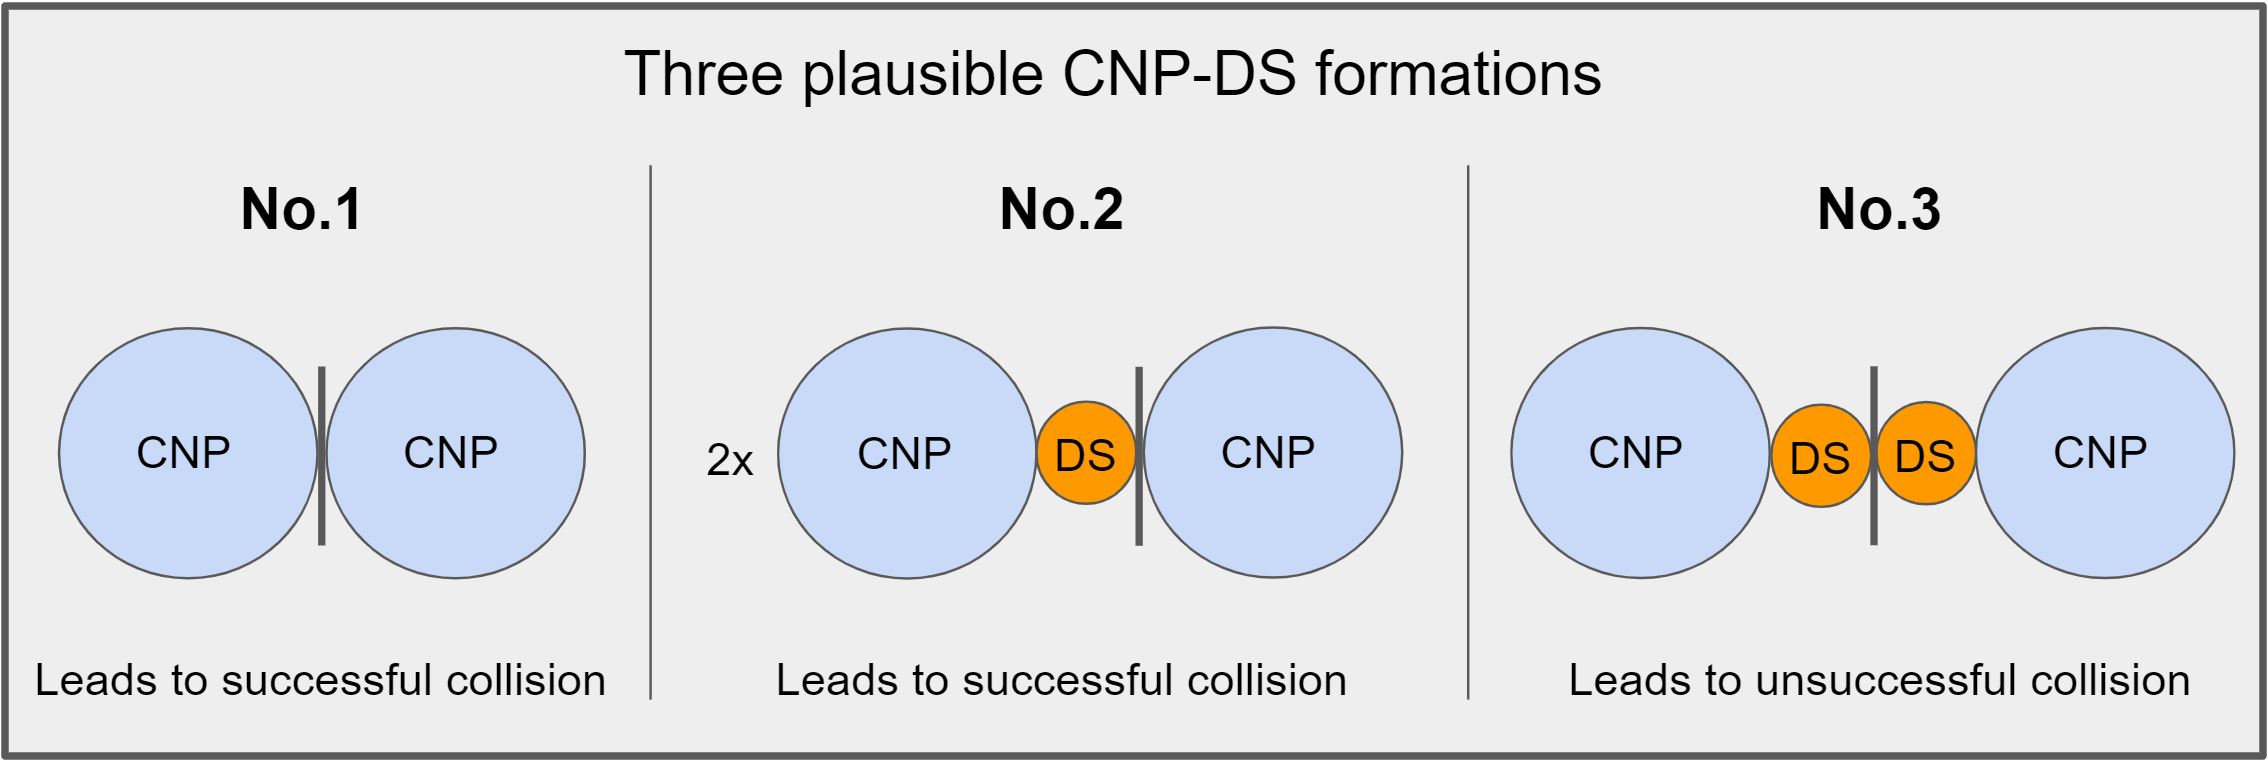 Three plausible CNP-DS formations
No.1
No.2
No.3
CNP CNP
2x CNP DS CNP
CNP DS DS CNP
Leads to successful collision
Leads to successful collision
Leads to unsuccessful collision